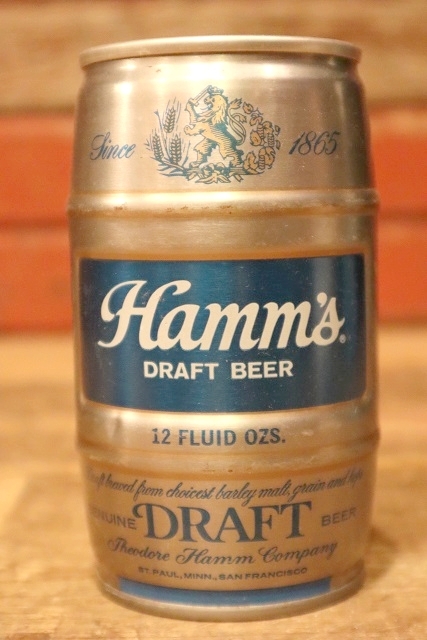 Since 1865
Hamm's®
DRAFT BEER
12 FLUID OZS.
brewed from choicest barley malt, grain and hops
GENUINE DRAFT BEER
Theodore Hamm Company
ST. PAUL, MINN., SAN FRANCISCO